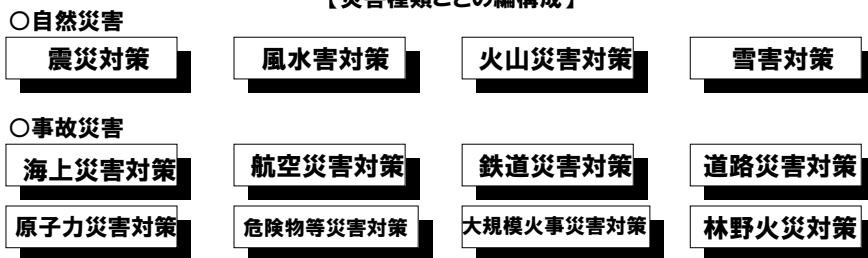 【災害種類ごとの編構成】
○自然災害
震災対策
風水害対策
火山災害対策
雪害対策
○事故災害
海上災害対策
航空災害対策
鉄道災害対策
道路災害対策
原子力災害対策
危険物等災害対策
大規模火事災害対策
林野火災対策